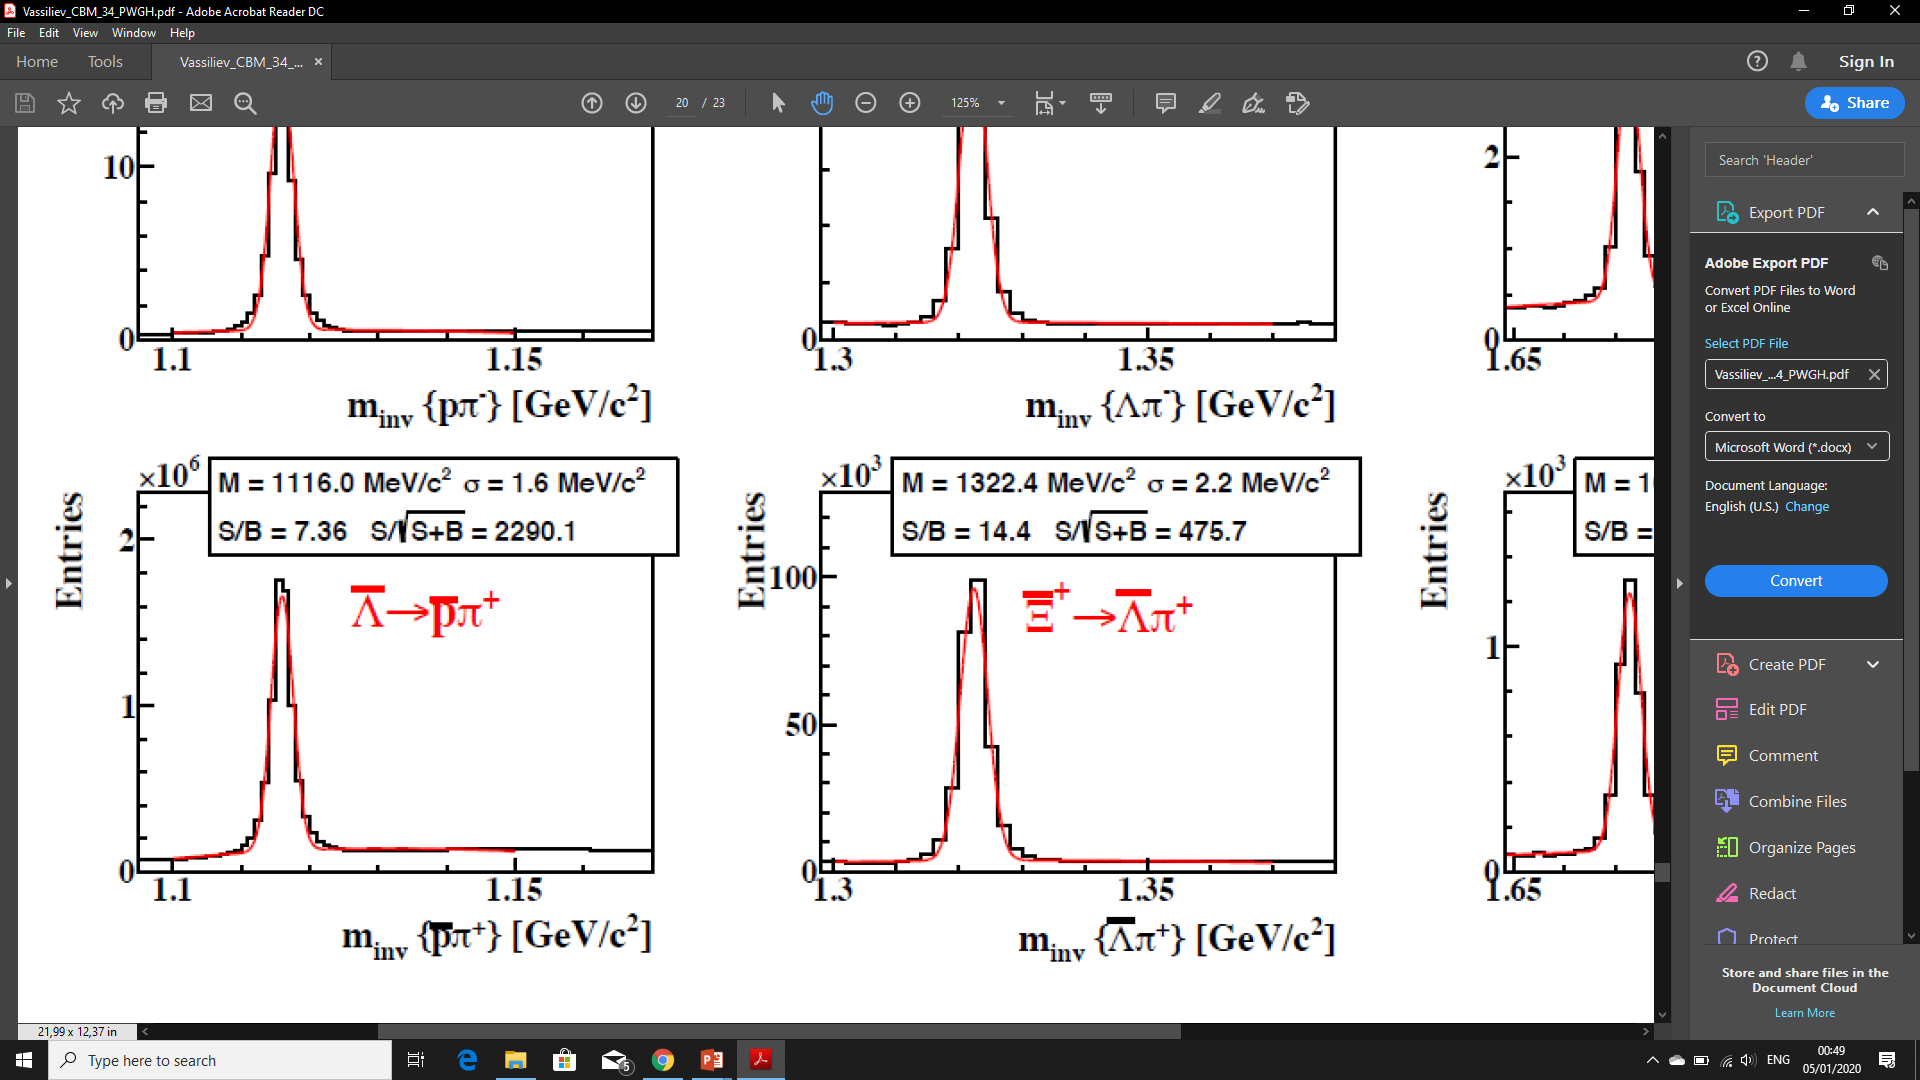 Vassiliev_CBM_34_PWGH.pdf - Adobe Acrobat Reader DC
File Edit View Window Help
Home Tools Vassiliev_CBM_34_... ×
Sign In
20 / 23
125%
Share
10
0
1.1 1.15
m_inv {pπ⁻} [GeV/c²]
0
1.3 1.35
m_inv {Λπ⁻} [GeV/c²]
2
0
1.65
×10⁶
M = 1116.0 MeV/c² σ = 1.6 MeV/c²
S/B = 7.36 S/√S+B = 2290.1
Entries
2
1
0
Λ̅→p̅π⁺
1.1 1.15
m_inv {p̅π⁺} [GeV/c²]
×10³
M = 1322.4 MeV/c² σ = 2.2 MeV/c²
S/B = 14.4 S/√S+B = 475.7
Entries
100
50
0
Ξ̅⁺→Λ̅π⁺
1.3 1.35
m_inv {Λ̅π⁺} [GeV/c²]
×10³
M = 1
S/B =
Entries
1
0
1.65
21,99 x 12,37 in
Search 'Header'
Export PDF
Adobe Export PDF
Convert PDF Files to Word
or Excel Online
Select PDF File
Vassiliev_...4_PWGH.pdf
Convert to
Microsoft Word (*.docx)
Document Language:
English (U.S.) Change
Convert
Create PDF
Edit PDF
Comment
Combine Files
Organize Pages
Redact
Protect
Store and share files in the
Document Cloud
Learn More
Type here to search
5
ENG
00:49
05/01/2020